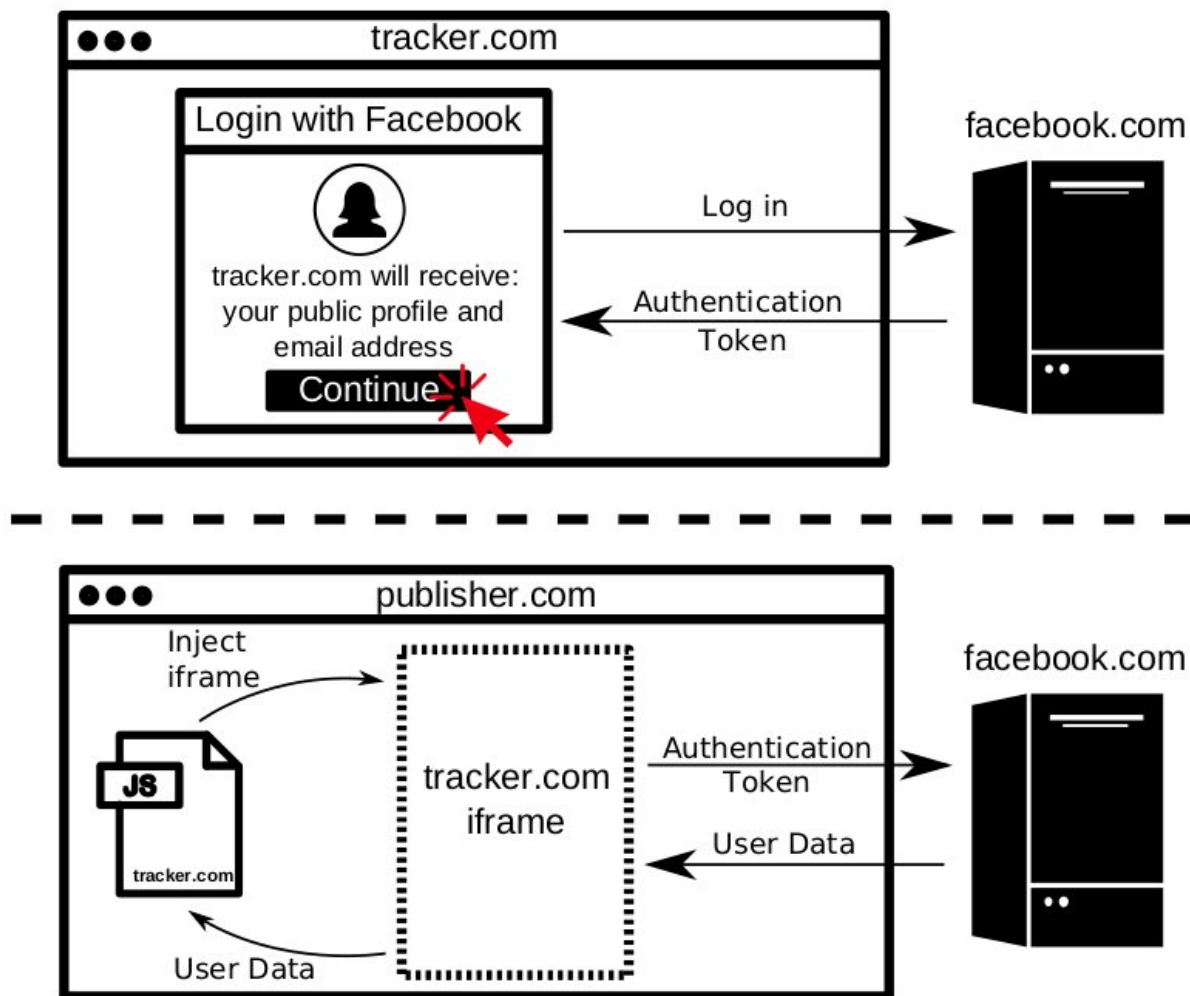 tracker.com
Login with Facebook
tracker.com will receive:
your public profile and
email address
Continue
Log in
Authentication
Token
facebook.com
publisher.com
Inject
iframe
JS
tracker.com
User Data
tracker.com
iframe
Authentication
Token
User Data
facebook.com